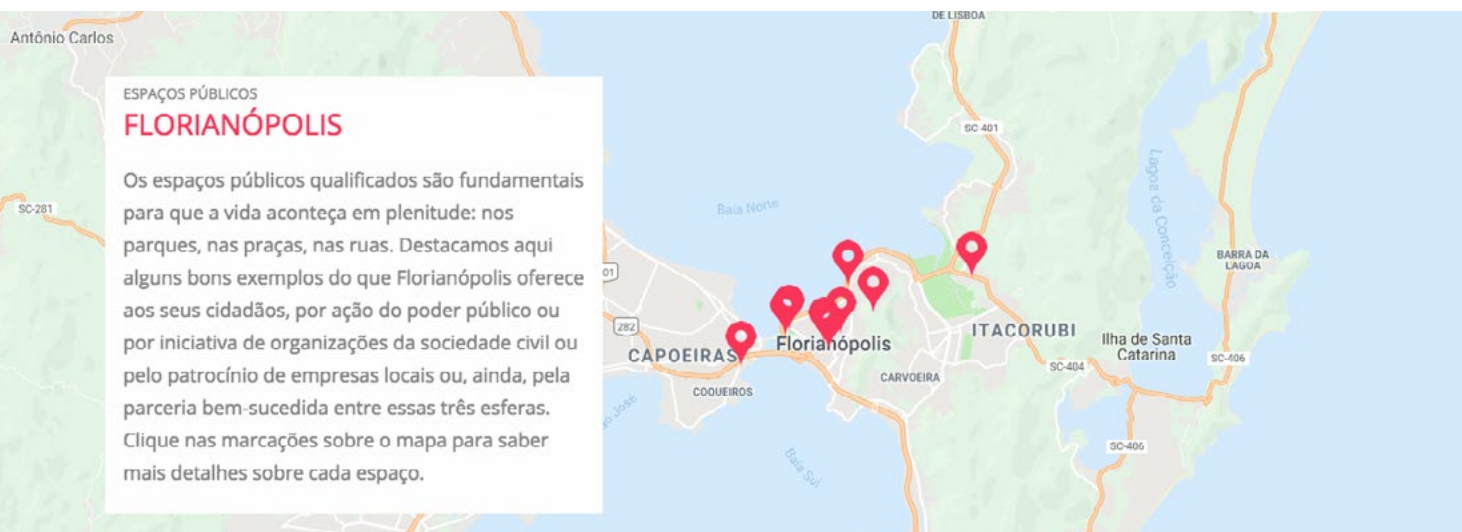 DE LISBOA
Antônio Carlos
ESPAÇOS PÚBLICOS
FLORIANÓPOLIS
Os espaços públicos qualificados são fundamentais
para que a vida aconteça em plenitude: nos
parques, nas praças, nas ruas. Destacamos aqui
alguns bons exemplos do que Florianópolis oferece
aos seus cidadãos, por ação do poder público ou
por iniciativa de organizações da sociedade civil ou
pelo patrocínio de empresas locais ou, ainda, pela
parceria bem-sucedida entre essas três esferas.
Clique nas marcações sobre o mapa para saber
mais detalhes sobre cada espaço.
SC-281
SC-401
Baía Norte
Lagoa da Conceição
BARRA DA
LAGOA
01
282
CAPOEIRAS
Florianópolis
ITACORUBI
Ilha de Santa
Catarina
SC-406
SC-404
CARVOEIRA
COQUEIROS
José
Baía Sul
SC-406